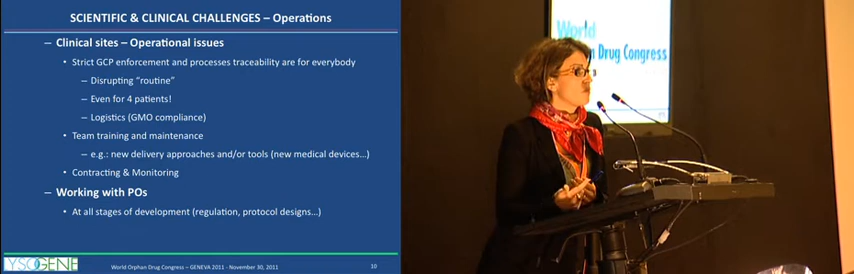 SCIENTIFIC & CLINICAL CHALLENGES – Operations
– Clinical sites – Operational issues
• Strict GCP enforcement and processes traceability are for everybody
– Disrupting “routine”
– Even for 4 patients!
– Logistics (GMO compliance)
• Team training and maintenance
– e.g.: new delivery approaches and/or tools (new medical devices…)
• Contracting & Monitoring
– Working with POs
• At all stages of development (regulation, protocol designs…)
YSOGENE
World Orphan Drug Congress – GENEVA 2011 - November 30, 2011
10
World
n Drug Congress